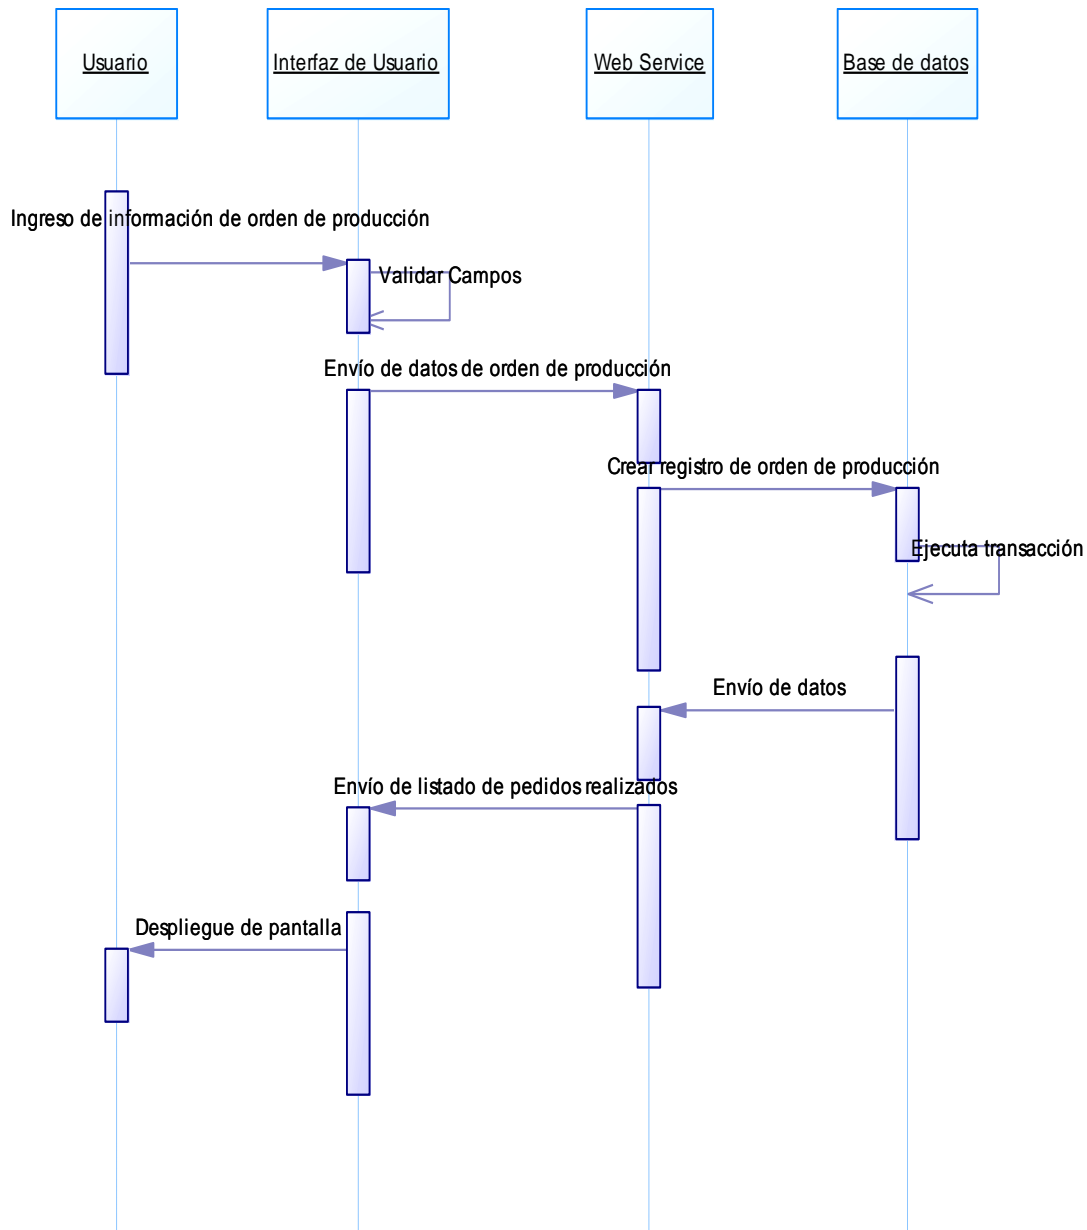 Usuario
Interfaz de Usuario
Web Service
Base de datos
Ingreso de información de orden de producción
Validar Campos
Envío de datos de orden de producción
Crear registro de orden de producción
Ejecuta transacción
Envío de datos
Envío de listado de pedidos realizados
Despliegue de pantalla